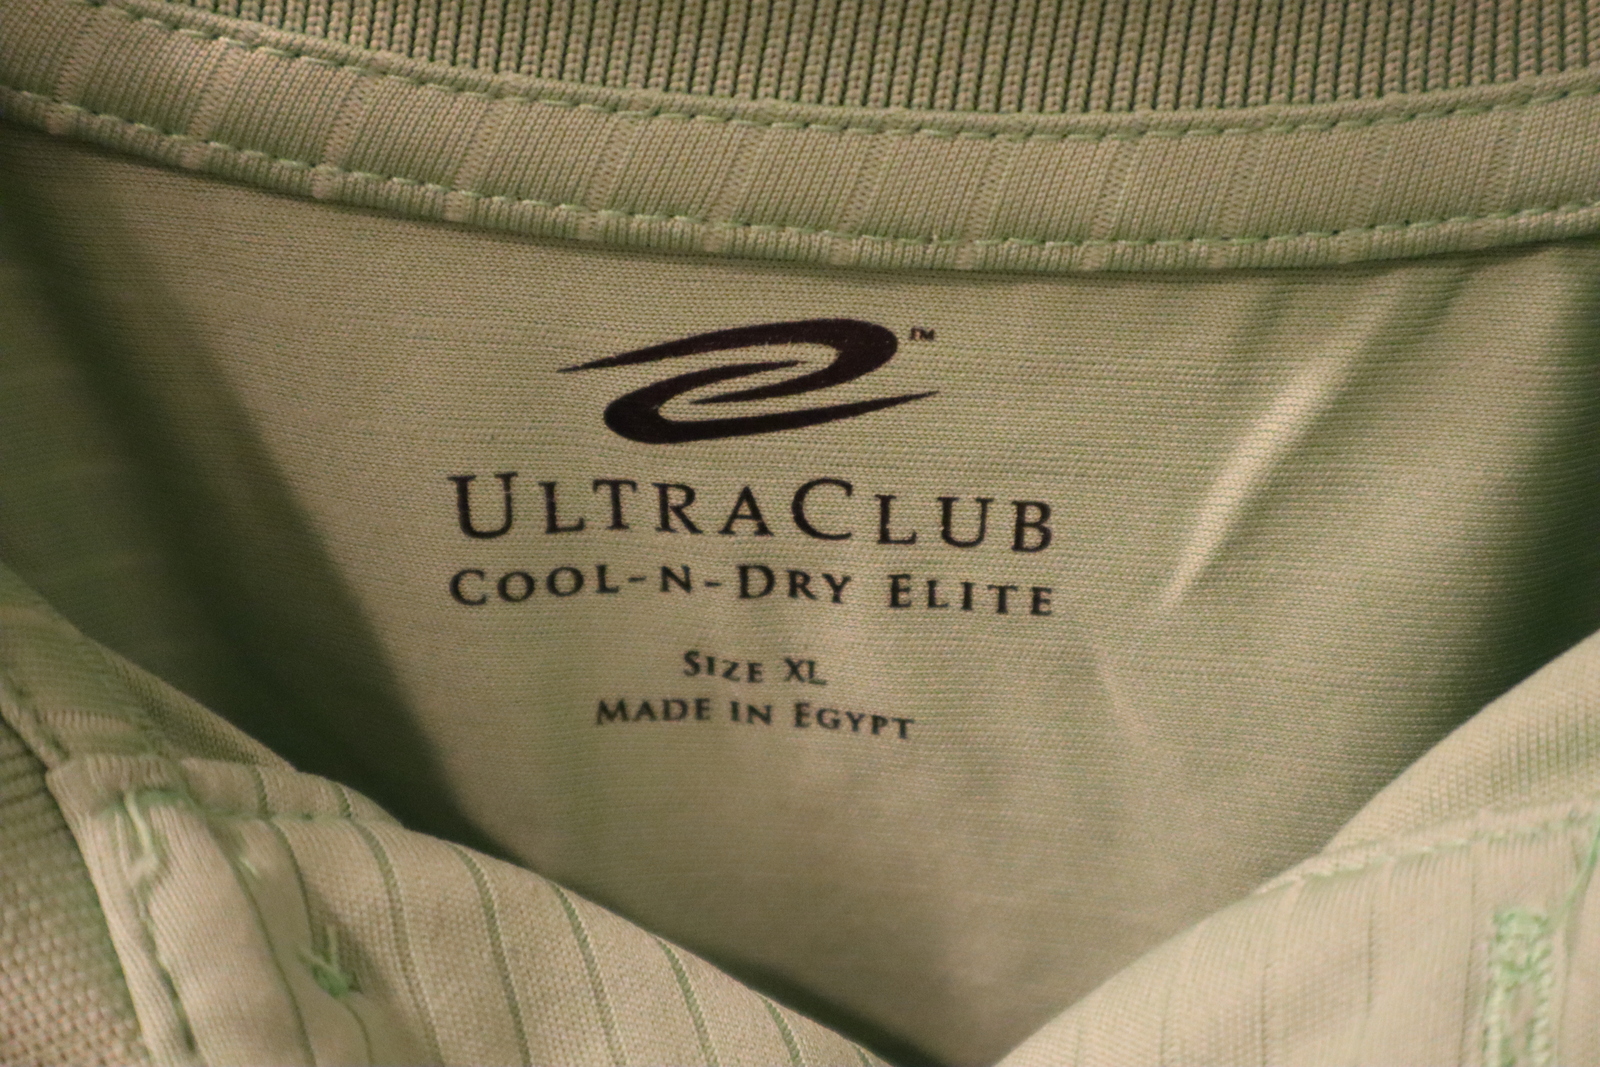 ™
ULTRACLUB
COOL-N-DRY ELITE
SIZE XL
MADE IN EGYPT